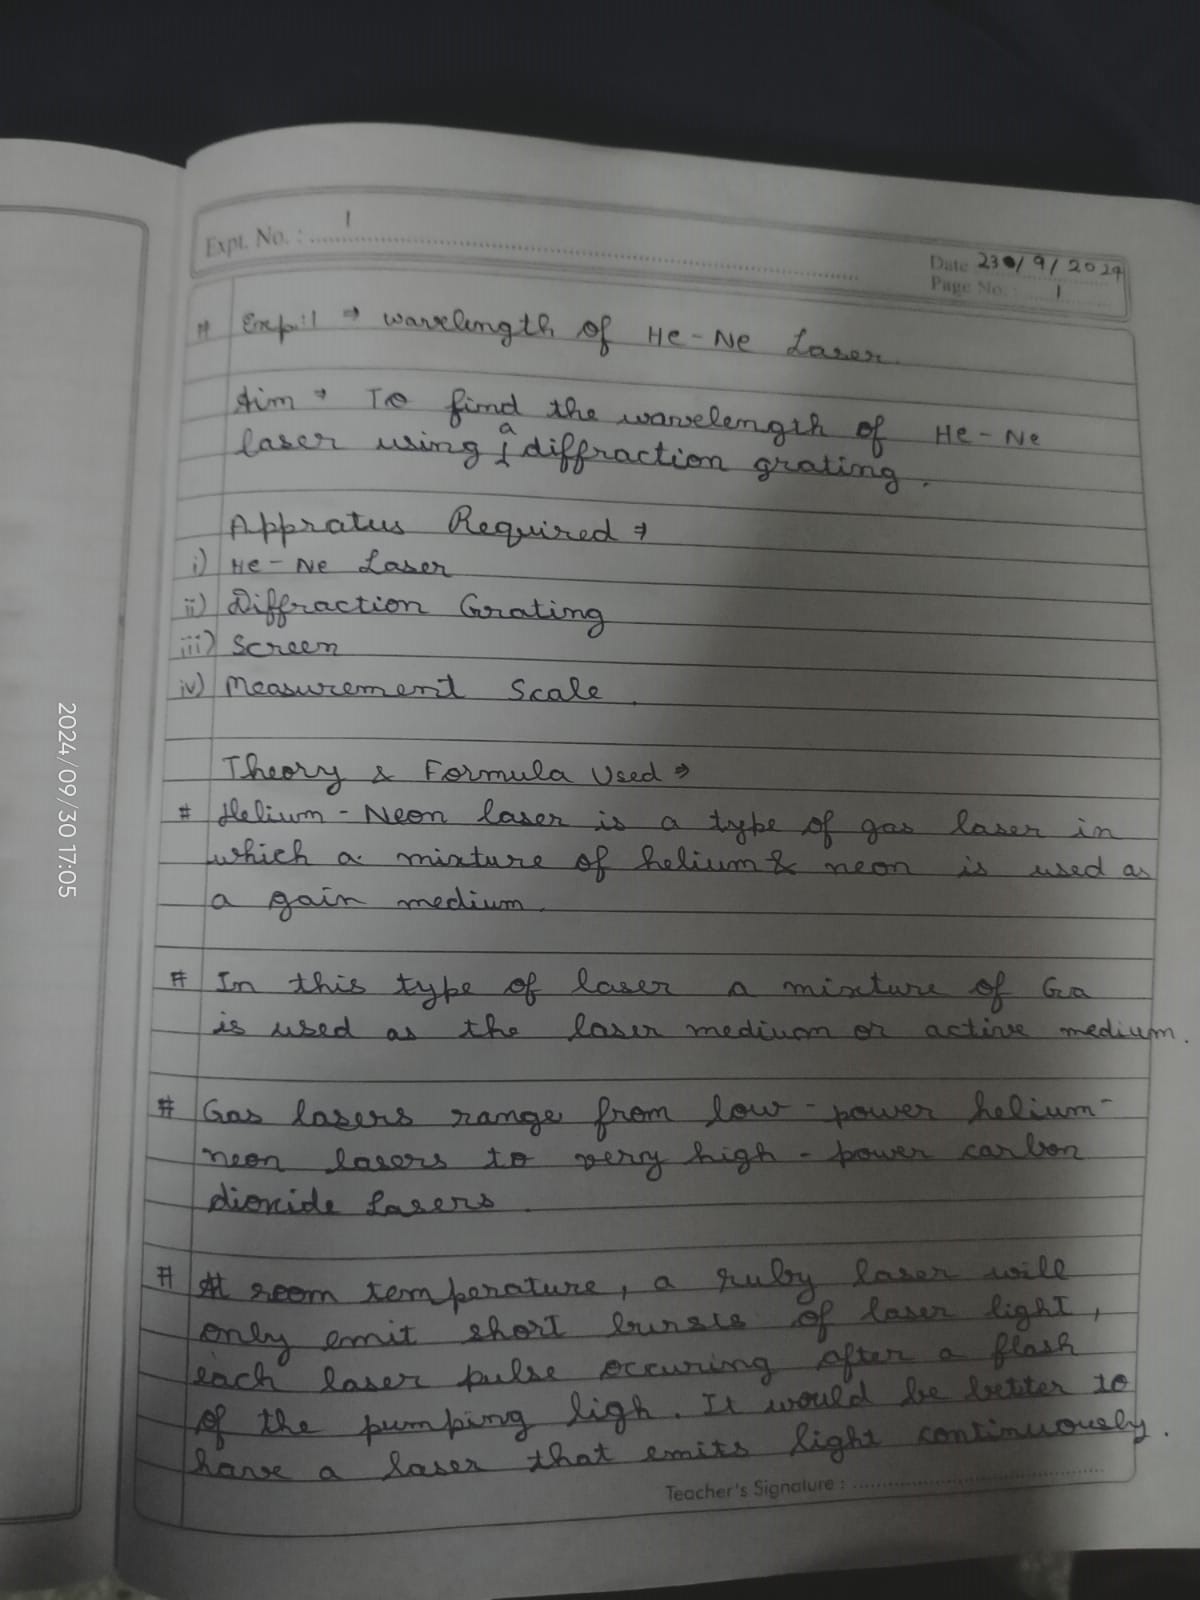 Expt. No. : 1
Date 23/9/2024
Page No. : 1
# Exp:1 ⇒ wavelength of He-Ne Laser.
Aim ⇒ To find the wavelength of He-Ne
laser using a diffraction grating.
Appratus Required ⇒
i) He-Ne Laser
ii) Diffraction Grating
iii) Screen
iv) Measurement Scale.
Theory & Formula Used ⇒
# Helium-Neon laser is a type of gas laser in
which a mixture of helium & neon is used as
a gain medium.
# In this type of laser a mixture of Ga
is used as the laser medium or active medium.
# Gas lasers range from low-power helium-
neon lasers to very high-power carbon
dioxide Lasers.
# At room temperature, a ruby laser will
only emit short bursts of laser light,
each laser pulse occuring after a flash
of the pumping ligh. It would be better to
have a laser that emits light continuously.
Teacher's Signature :
2024/09/30 17:05